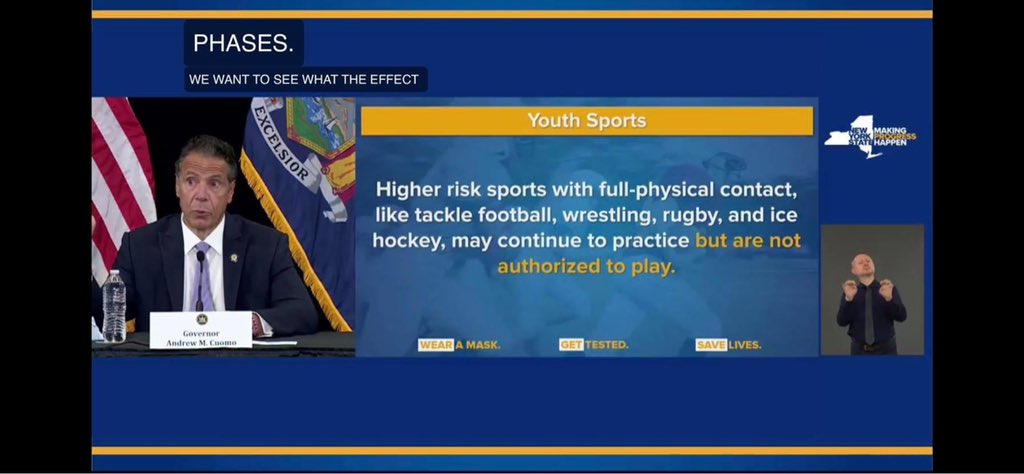 PHASES.
WE WANT TO SEE WHAT THE EFFECT
EXCELSIOR
Youth Sports
Higher risk sports with full-physical contact,
like tackle football, wrestling, rugby, and ice
hockey, may continue to practice but are not
authorized to play.
NEW YORK STATE
MAKING
PROGRESS
HAPPEN
Governor
Andrew M. Cuomo
WEAR A MASK. GET TESTED. SAVE LIVES.